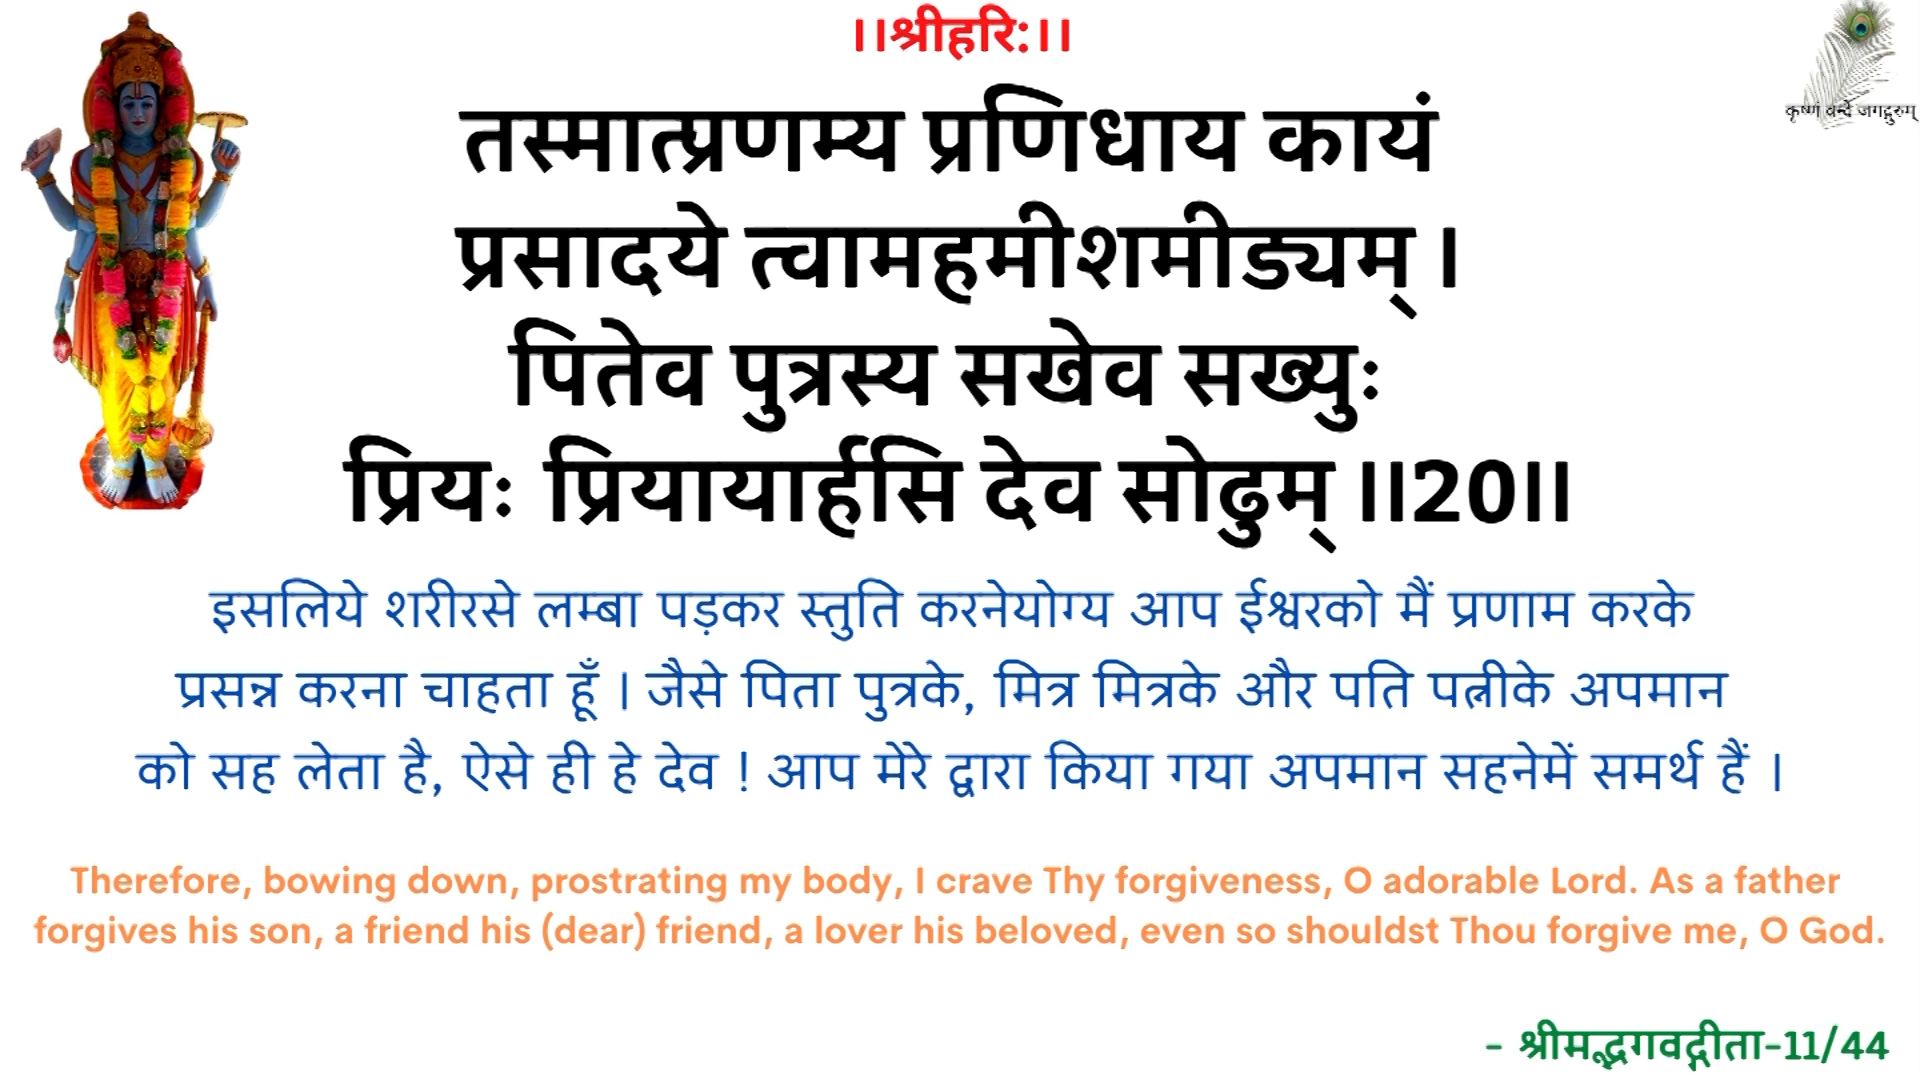 ।।श्रीहरि:।।
कृष्णं वन्दे जगद्गुरुम्
तस्मात्प्रणम्य प्रणिधाय कायं
प्रसादये त्वामहमीशमीड्यम् ।
पितेव पुत्रस्य सखेव सख्युः
प्रियः प्रियायार्हसि देव सोढुम् ।।20।।
इसलिये शरीरसे लम्बा पड़कर स्तुति करनेयोग्य आप ईश्वरको मैं प्रणाम करके
प्रसन्न करना चाहता हूँ । जैसे पिता पुत्रके, मित्र मित्रके और पति पत्नीके अपमान
को सह लेता है, ऐसे ही हे देव ! आप मेरे द्वारा किया गया अपमान सहनेमें समर्थ हैं ।
Therefore, bowing down, prostrating my body, I crave Thy forgiveness, O adorable Lord. As a father
forgives his son, a friend his (dear) friend, a lover his beloved, even so shouldst Thou forgive me, O God.
- श्रीमद्भगवद्गीता-11/44